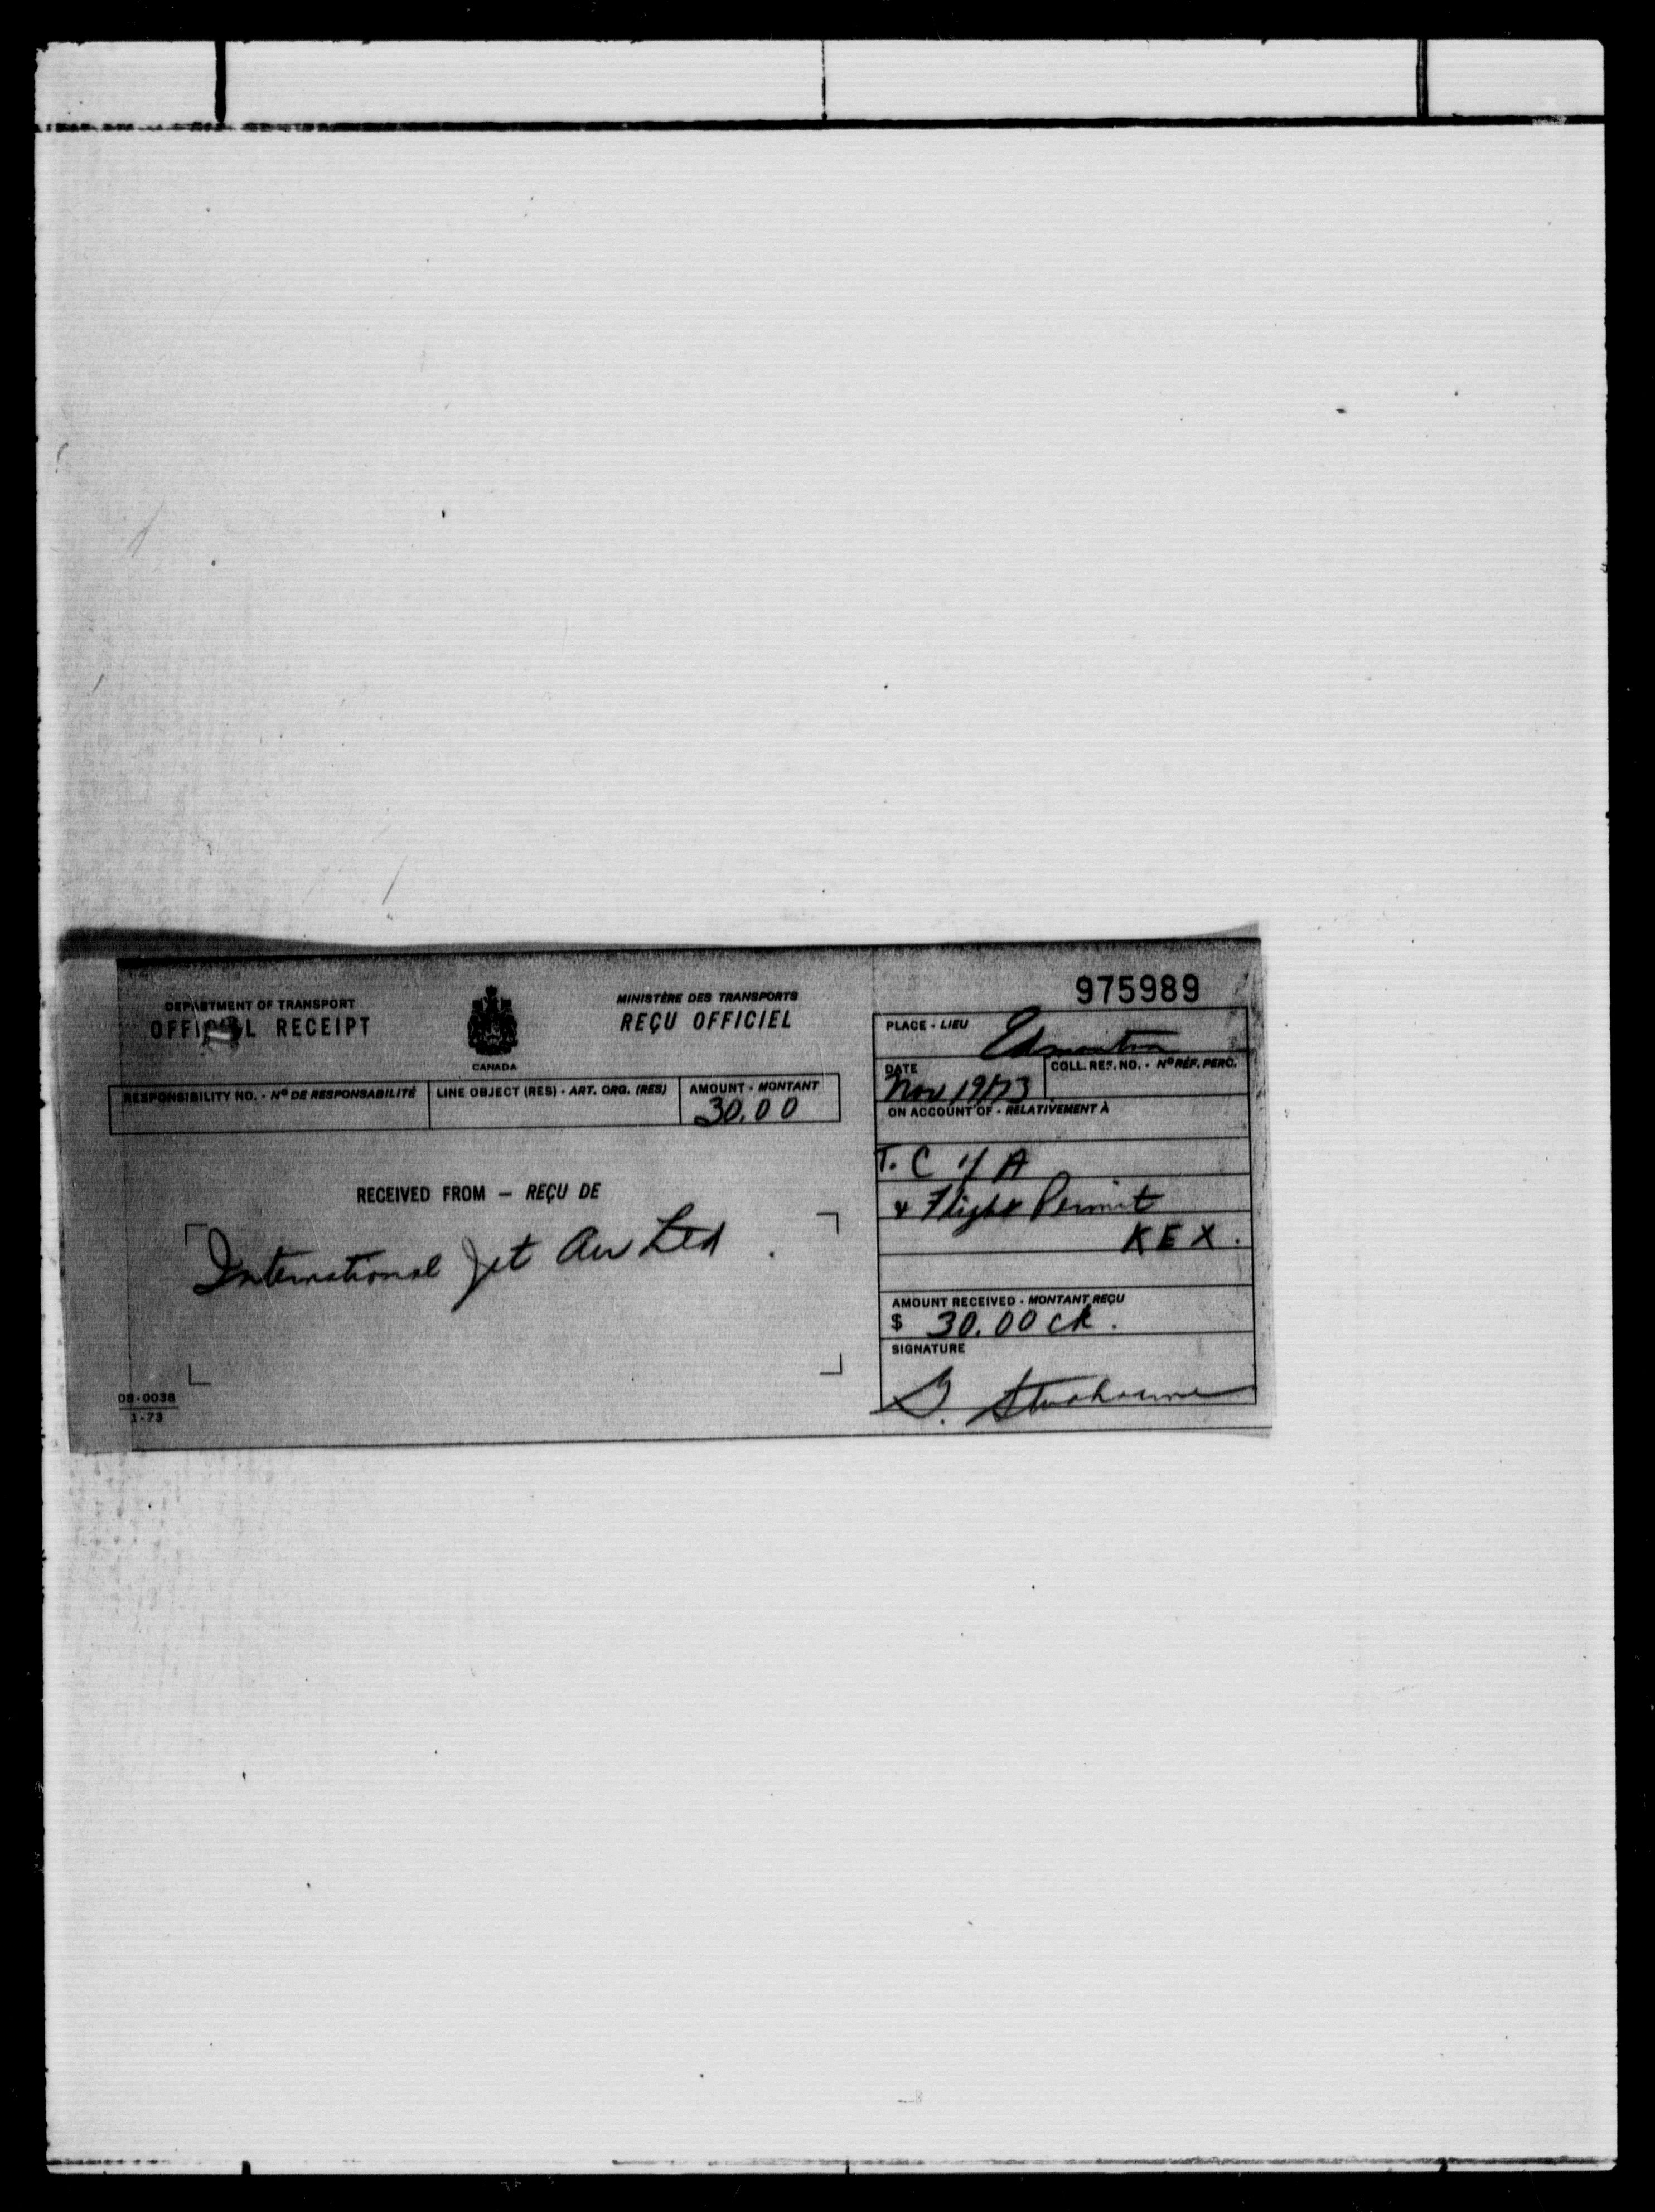 DEPARTMENT OF TRANSPORT
OFFICIAL RECEIPT
CANADA
MINISTÈRE DES TRANSPORTS
REÇU OFFICIEL
RESPONSIBILITY NO. - Nº DE RESPONSABILITÉ
LINE OBJECT (RES) - ART. ORG. (RES)
AMOUNT - MONTANT
30.00
RECEIVED FROM — REÇU DE
International Jet Air Ltd.
08-0038
1-73
975989
PLACE - LIEU
Edmonton
DATE
Nov 19/73
COLL. REF. NO. - Nº RÉF. PERC.
ON ACCOUNT OF - RELATIVEMENT À
T. C of A
& Flight Permit
KEX.
AMOUNT RECEIVED - MONTANT REÇU
$ 30.00 ck.
SIGNATURE